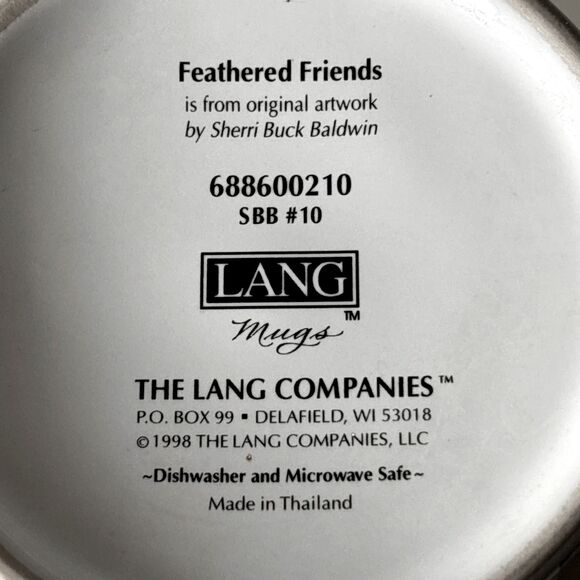 Feathered Friends
is from original artwork
by Sherri Buck Baldwin
688600210
SBB #10
LANG
Mugs™
THE LANG COMPANIES™
P.O. BOX 99 ▪ DELAFIELD, WI 53018
©1998 THE LANG COMPANIES, LLC
~Dishwasher and Microwave Safe~
Made in Thailand